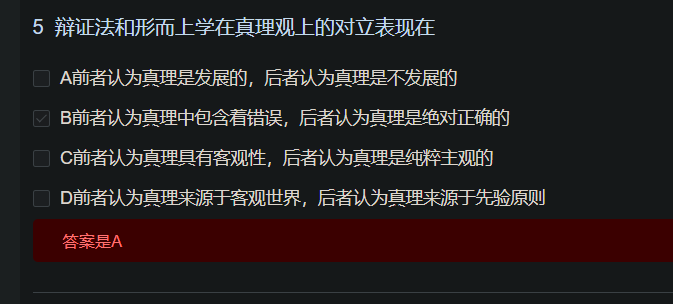 5 辩证法和形而上学在真理观上的对立表现在
A前者认为真理是发展的，后者认为真理是不发展的
B前者认为真理中包含着错误，后者认为真理是绝对正确的
C前者认为真理具有客观性，后者认为真理是纯粹主观的
D前者认为真理来源于客观世界，后者认为真理来源于先验原则
答案是A